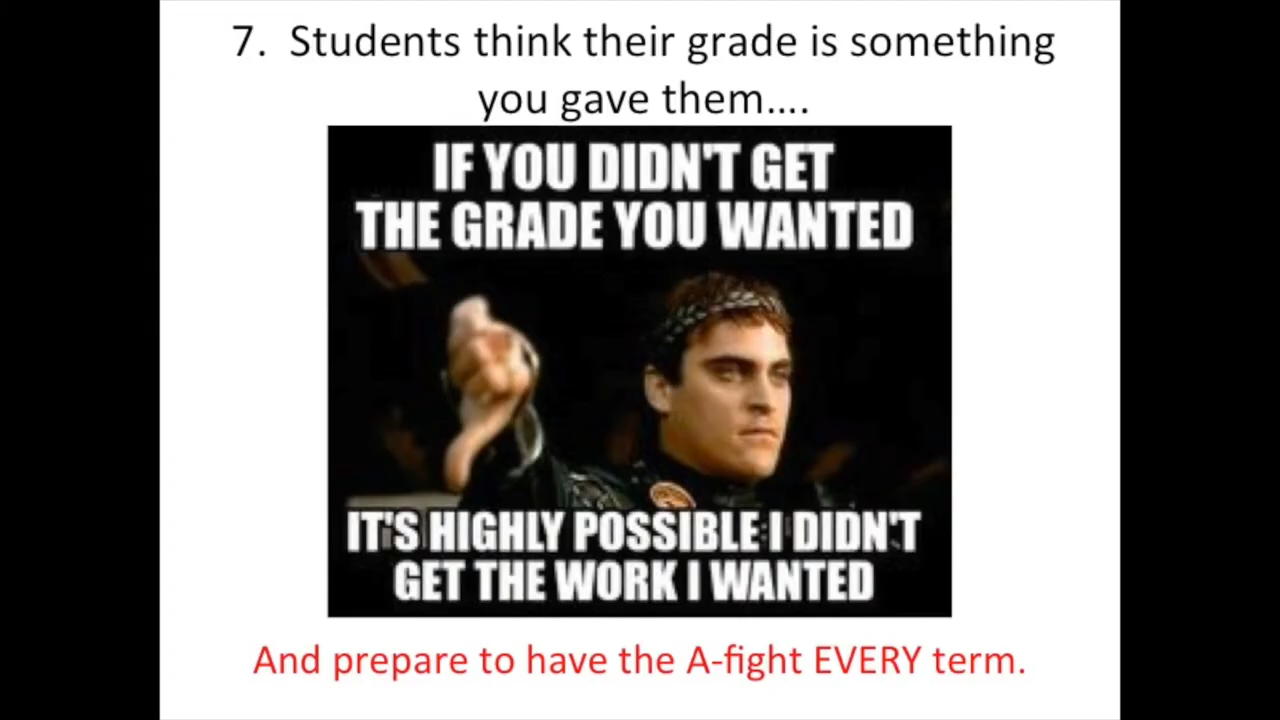 7. Students think their grade is something
you gave them....
IF YOU DIDN'T GET
THE GRADE YOU WANTED
IT'S HIGHLY POSSIBLE I DIDN'T
GET THE WORK I WANTED
And prepare to have the A-fight EVERY term.